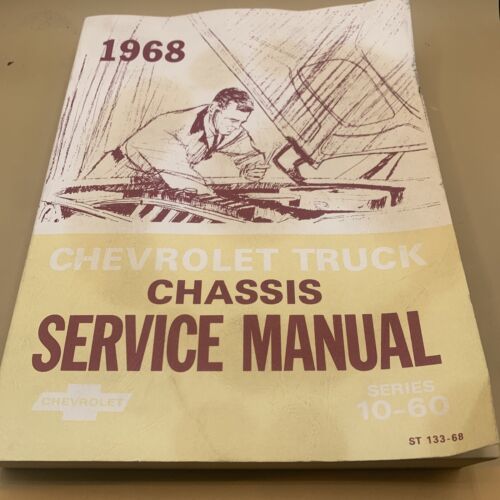 1968
CHEVROLET TRUCK
CHASSIS
SERVICE MANUAL
CHEVROLET
SERIES
10-60
ST 133-68